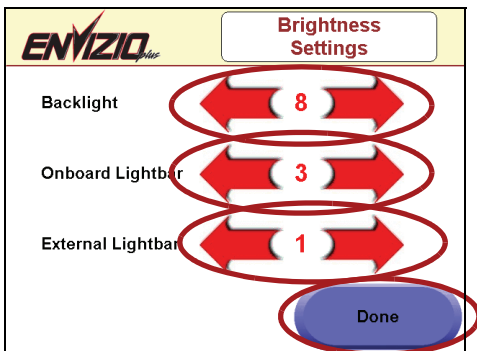 ENVIZIO plus
Brightness
Settings
Backlight 8
Onboard Lightbar 3
External Lightbar 1
Done